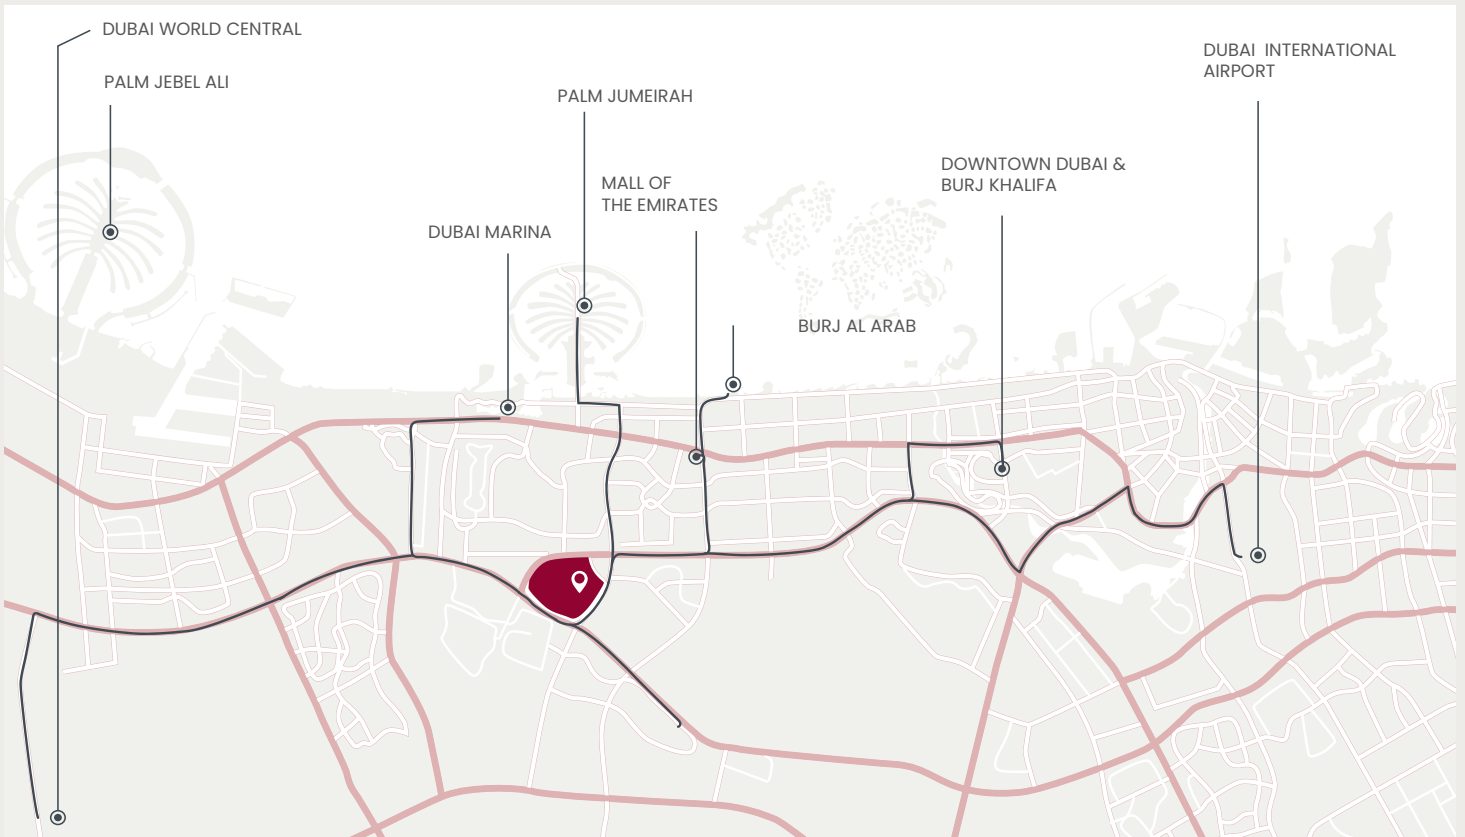 DUBAI WORLD CENTRAL
PALM JEBEL ALI
DUBAI MARINA
PALM JUMEIRAH
MALL OF
THE EMIRATES
BURJ AL ARAB
DOWNTOWN DUBAI &
BURJ KHALIFA
DUBAI INTERNATIONAL
AIRPORT